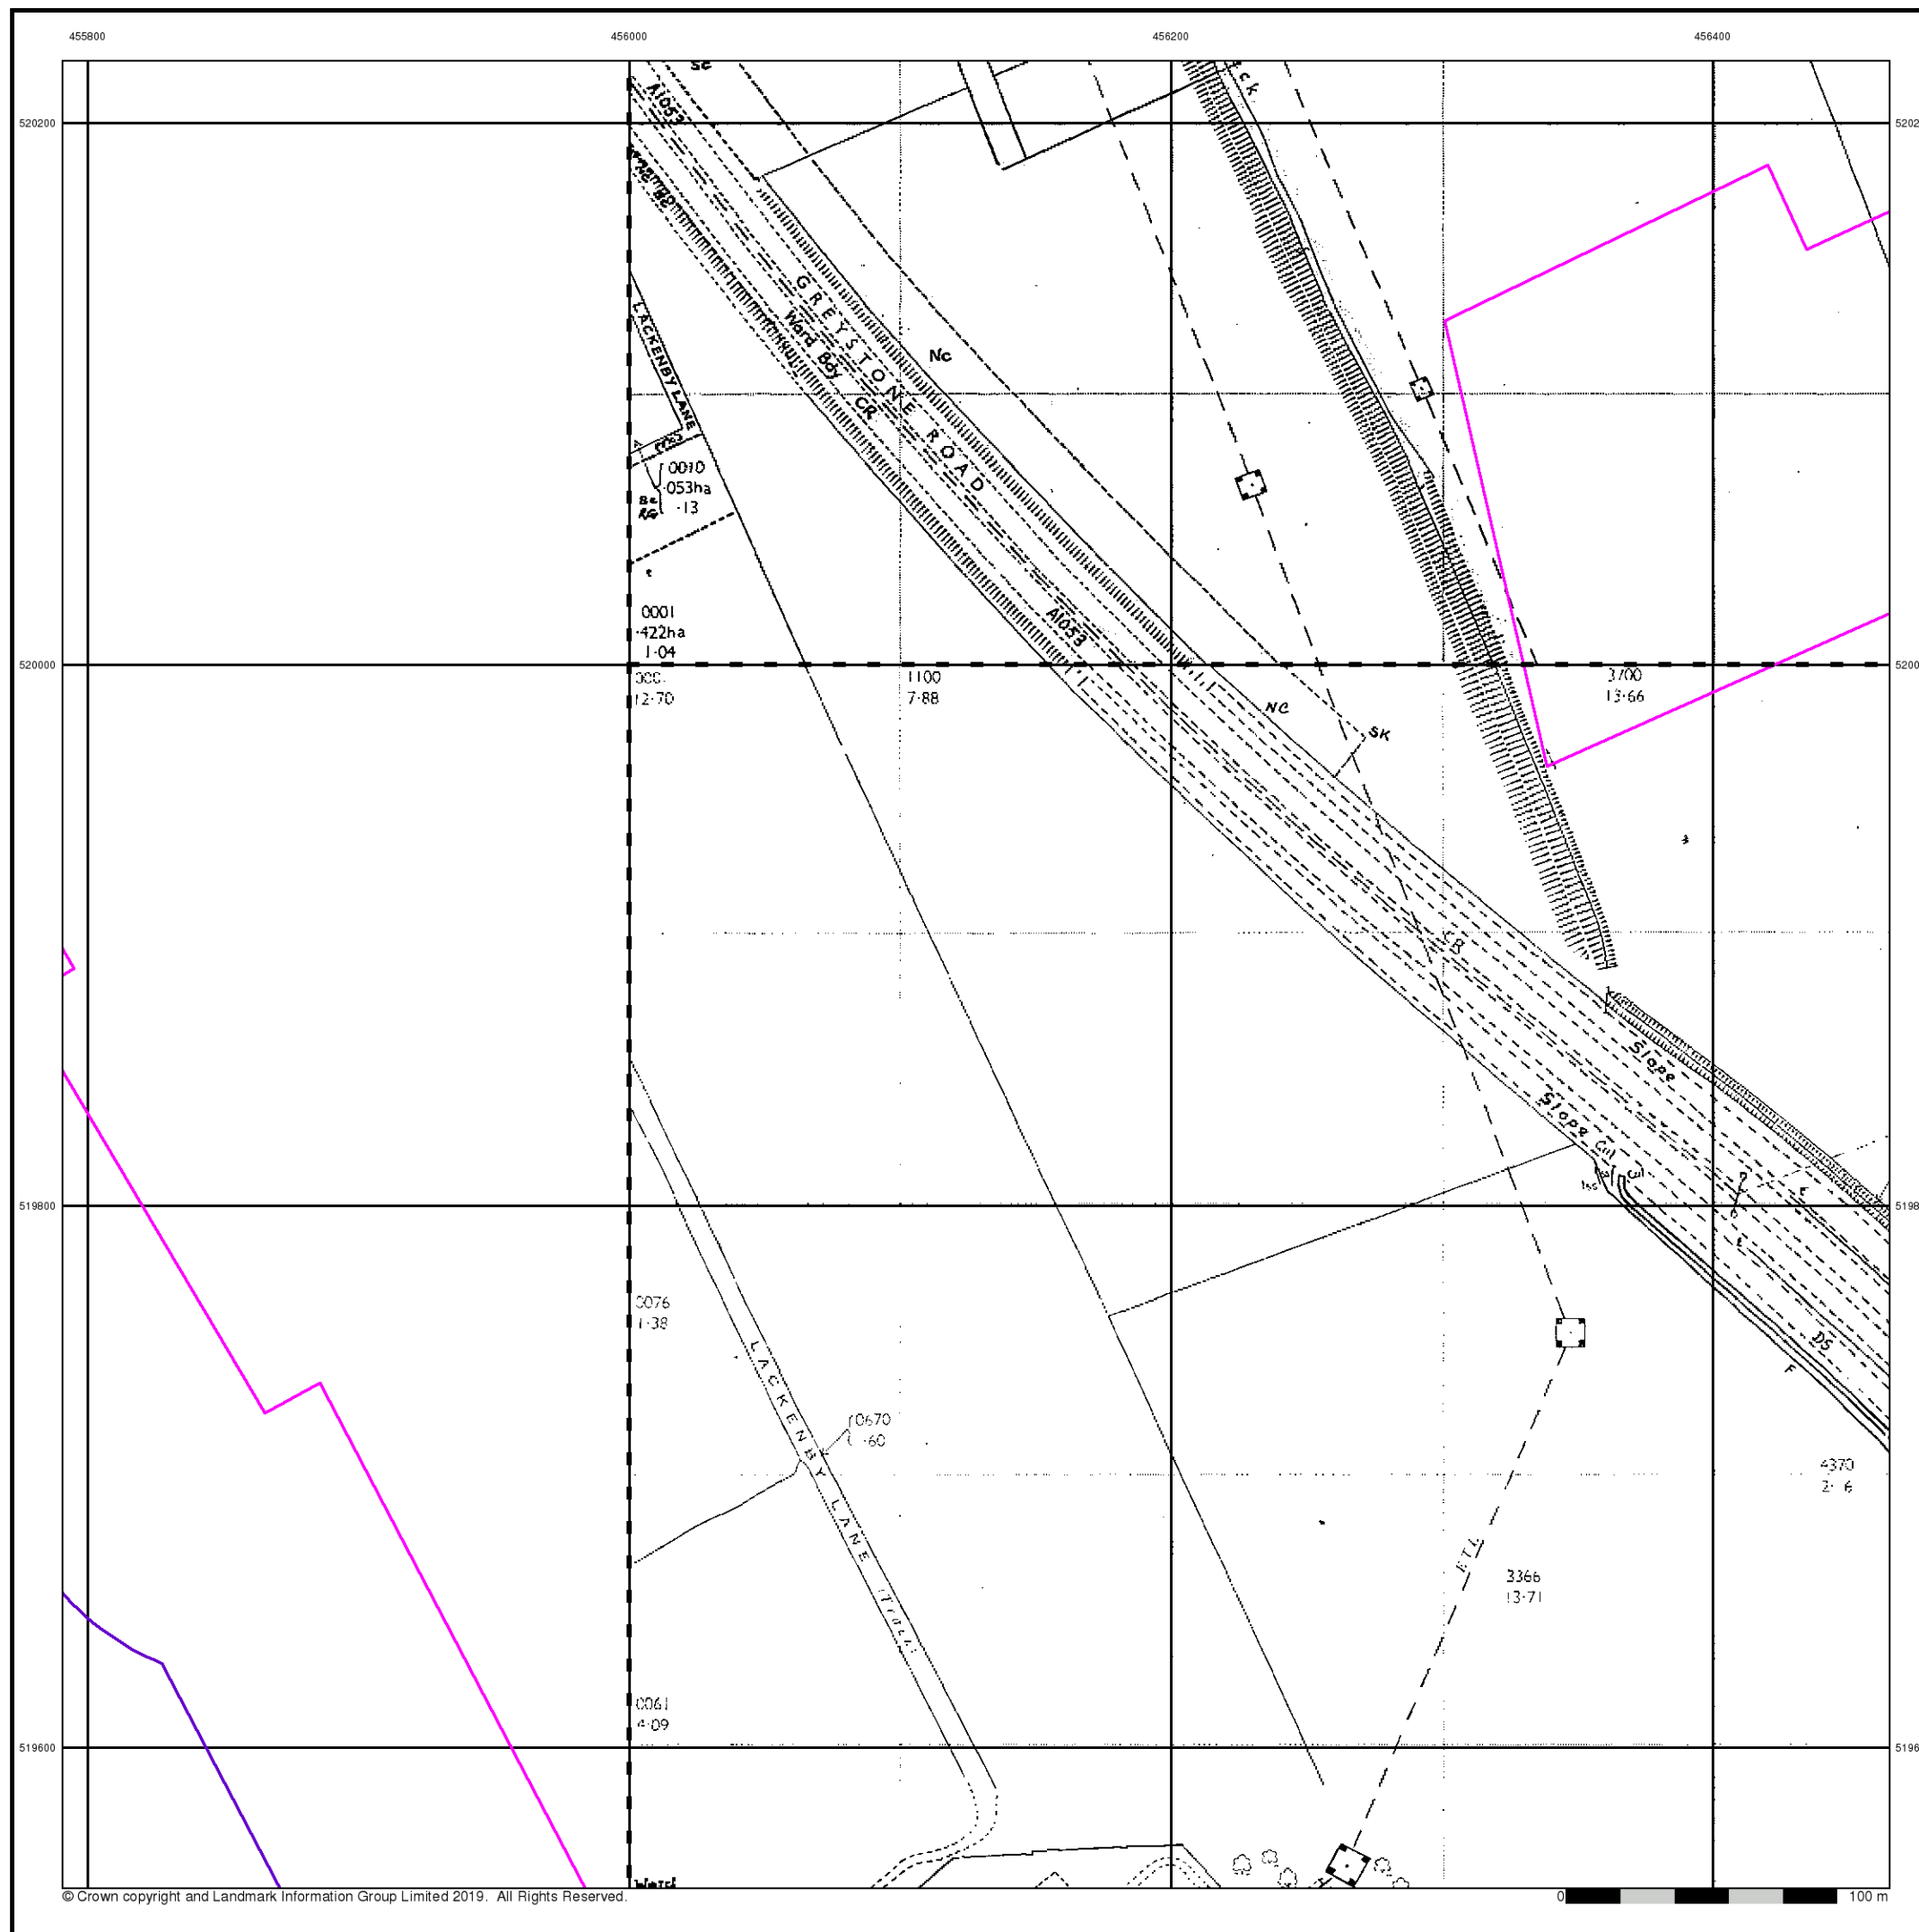 455800
456000
456200
456400
520200
A1053
ck
GREYSTONE ROAD
Ward Bdy
CR
NC
LACKENBY LANE
0010
.053ha
.13
0001
.422ha
1.04
A1053
520000
12.70
1100
7.88
3700
13.66
NC
SK
CR
Slope
Slope
519800
0076
1.38
LACKENBY LANE (Track)
0670
.60
DS
F
4370
ETL
3366
13.71
0061
4.09
519600
© Crown copyright and Landmark Information Group Limited 2019. All Rights Reserved.
0 100 m